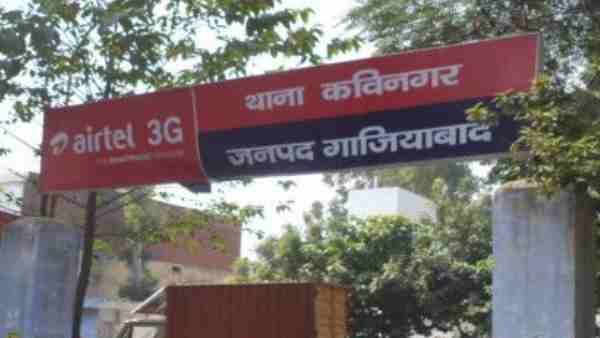 airtel 3G
थाना कविनगर
जनपद गाजियाबाद